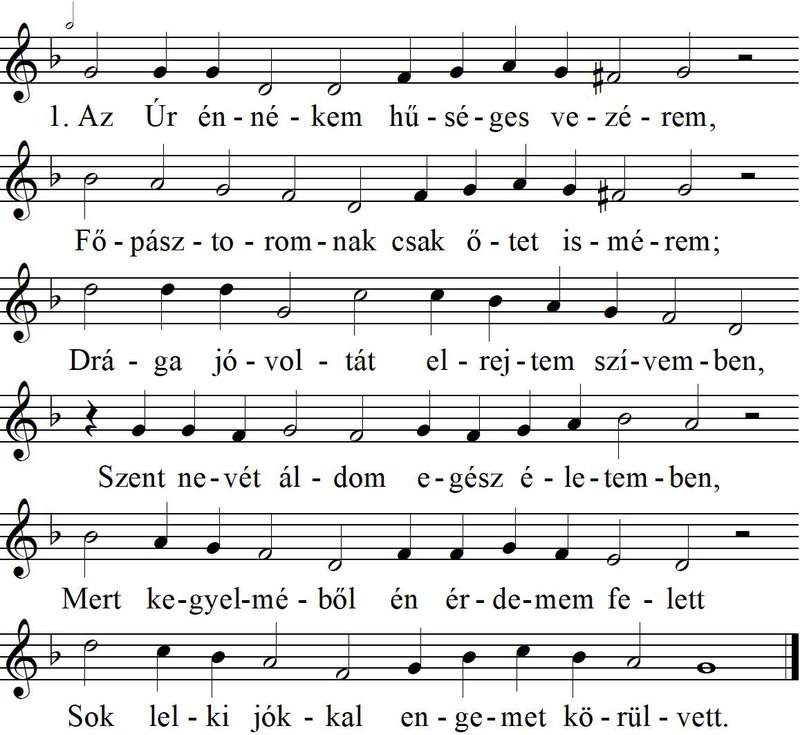 1. Az Úr én-né-kem hű-sé-ges ve-zé-rem,
Fő-pász-to-rom-nak csak ő-tet is-mé-rem;
Drá-ga jó-vol-tát el-rej-tem szí-vem-ben,
Szent ne-vét ál-dom e-gész é-le-tem-ben,
Mert ke-gyel-mé-ből én ér-de-mem fe-lett
Sok lel-ki jók-kal en-ge-met kö-rül-vett.